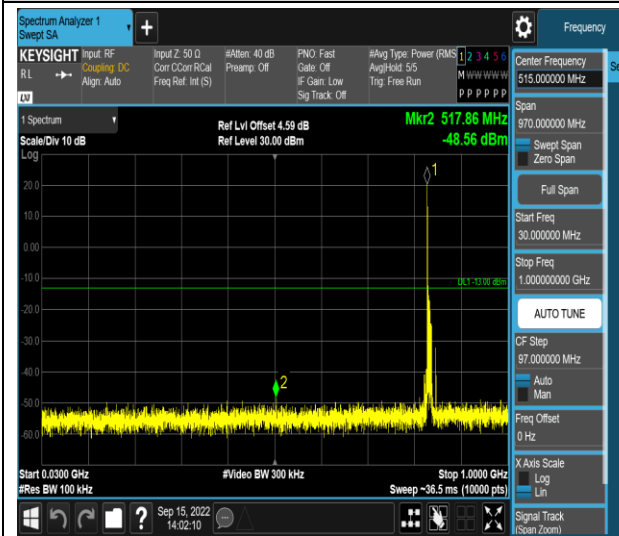 Spectrum Analyzer 1
Swept SA
Frequency
KEYSIGHT
RL
LXI
Input: RF
Coupling: DC
Align: Auto
Input Z: 50 Ω
Corr CCorr RCal
Freq Ref: Int (S)
#Atten: 40 dB
Preamp: Off
PNO: Fast
Gate: Off
IF Gain: Low
Sig Track: Off
#Avg Type: Power (RMS
Avg|Hold: 5/5
Trig: Free Run
1 2 3 4 5 6
M W W W W W
P P P P P P
1 Spectrum
Scale/Div 10 dB
Log
Ref Lvl Offset 4.59 dB
Ref Level 30.00 dBm
Mkr2 517.86 MHz
-48.56 dBm
1
20.0
10.0
0.00
-10.0
DL1 -13.00 dBm
-20.0
-30.0
-40.0
2
-50.0
-60.0
Start 0.0300 GHz
#Res BW 100 kHz
#Video BW 300 kHz
Stop 1.0000 GHz
Sweep ~36.5 ms (10000 pts)
?
Sep 15, 2022
14:02:10
Center Frequency
515.000000 MHz
Se
Span
970.000000 MHz
Swept Span
Zero Span
Full Span
Start Freq
30.000000 MHz
Stop Freq
1.000000000 GHz
AUTO TUNE
CF Step
97.000000 MHz
Auto
Man
Freq Offset
0 Hz
X Axis Scale
Log
Lin
Signal Track
(Span Zoom)